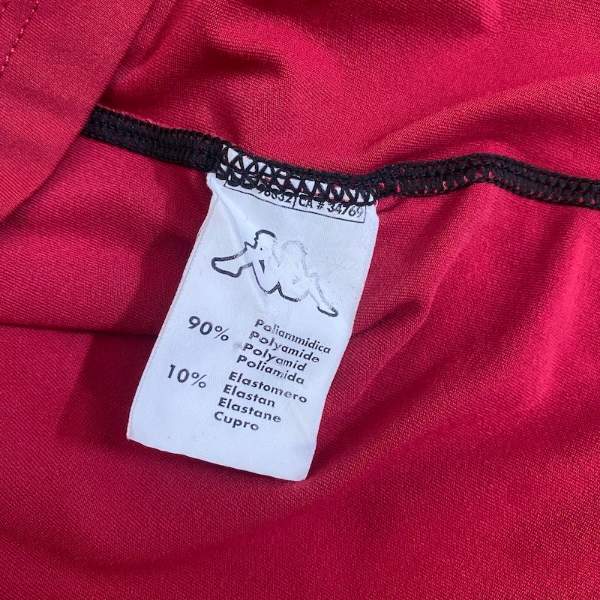 CA # 34769
90%
Poliammidica
Polyamide
Polyamid
Poliamida
10%
Elastomero
Elastan
Elastane
Cupro